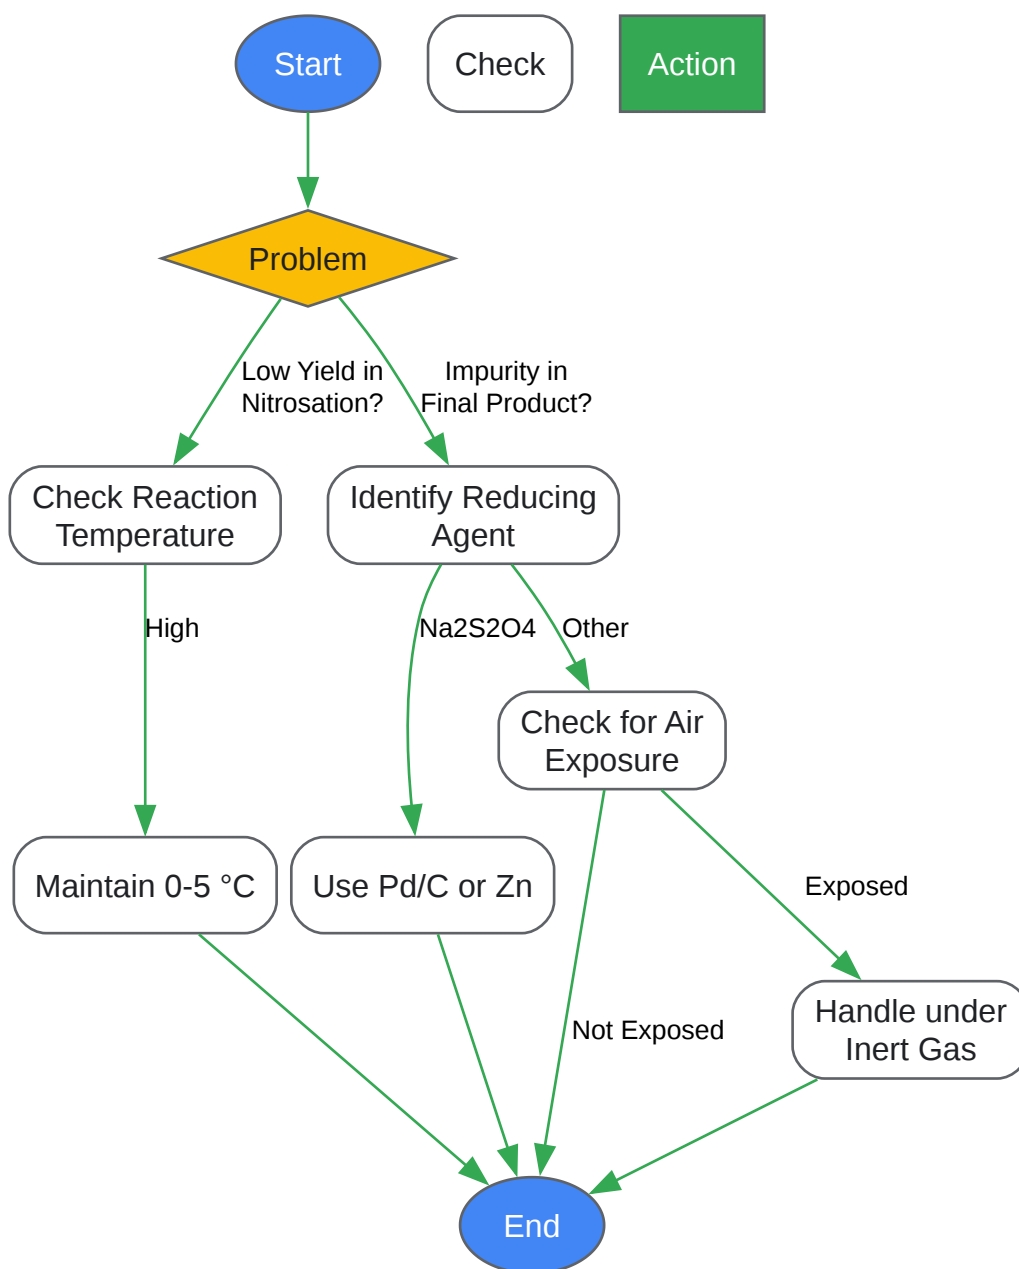 Start
Check
Action
Problem
Low Yield in
Nitrosation?
Impurity in
Final Product?
Check Reaction
Temperature
Identify Reducing
Agent
High
Na2S2O4
Other
Check for Air
Exposure
Maintain 0-5 °C
Use Pd/C or Zn
Exposed
Handle under
Inert Gas
Not Exposed
End